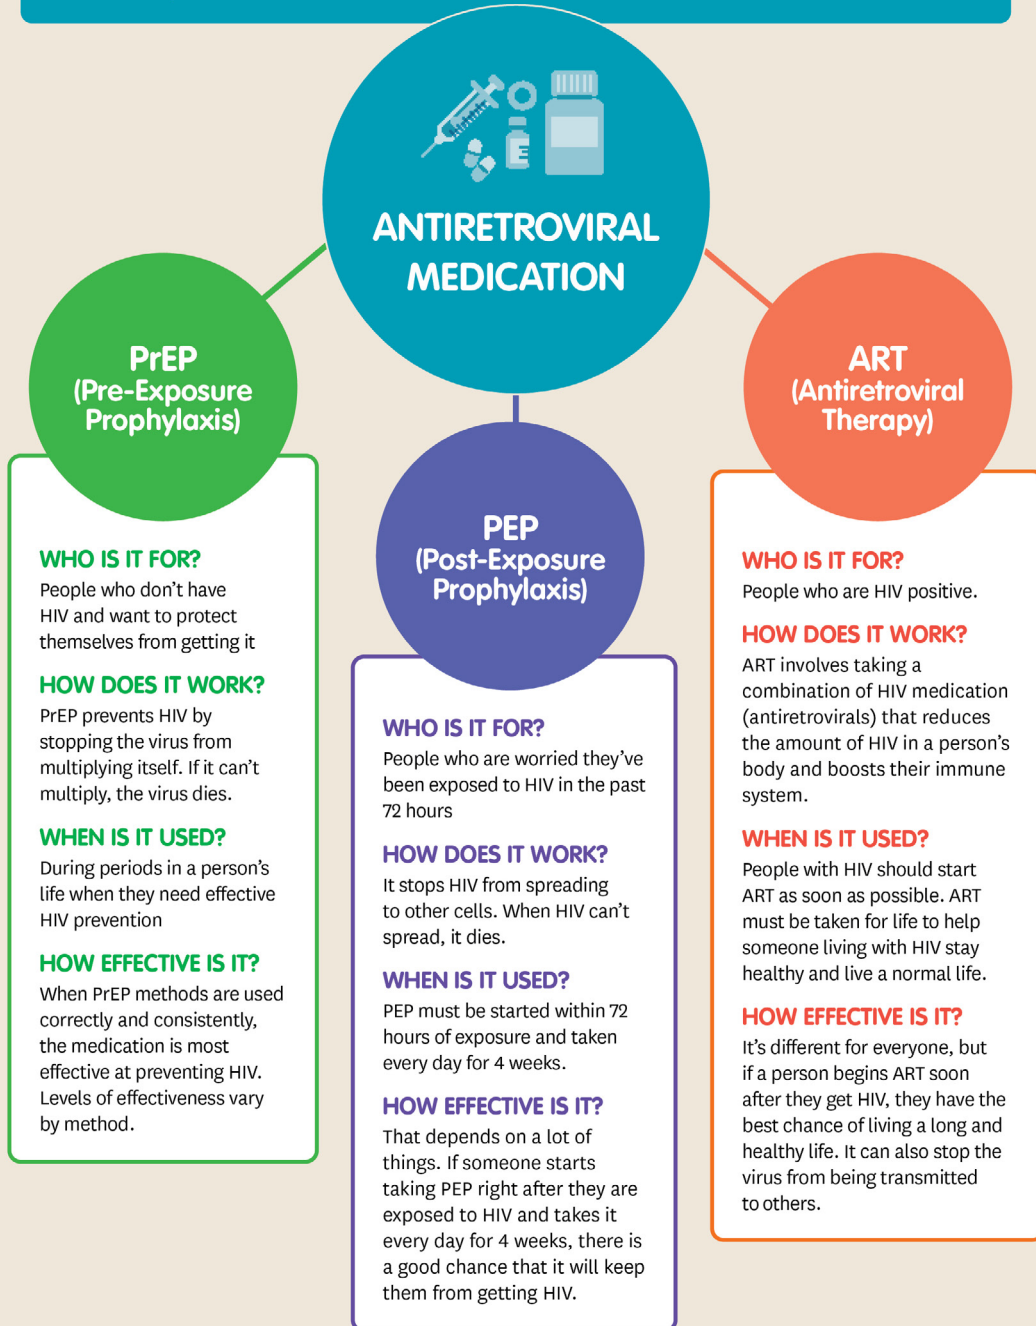 ANTIRETROVIRAL
MEDICATION
PrEP
(Pre-Exposure
Prophylaxis)
WHO IS IT FOR?
People who don't have
HIV and want to protect
themselves from getting it
HOW DOES IT WORK?
PrEP prevents HIV by
stopping the virus from
multiplying itself. If it can't
multiply, the virus dies.
WHEN IS IT USED?
During periods in a person's
life when they need effective
HIV prevention
HOW EFFECTIVE IS IT?
When PrEP methods are used
correctly and consistently,
the medication is most
effective at preventing HIV.
Levels of effectiveness vary
by method.
PEP
(Post-Exposure
Prophylaxis)
WHO IS IT FOR?
People who are worried they've
been exposed to HIV in the past
72 hours
HOW DOES IT WORK?
It stops HIV from spreading
to other cells. When HIV can't
spread, it dies.
WHEN IS IT USED?
PEP must be started within 72
hours of exposure and taken
every day for 4 weeks.
HOW EFFECTIVE IS IT?
That depends on a lot of
things. If someone starts
taking PEP right after they are
exposed to HIV and takes it
every day for 4 weeks, there is
a good chance that it will keep
them from getting HIV.
ART
(Antiretroviral
Therapy)
WHO IS IT FOR?
People who are HIV positive.
HOW DOES IT WORK?
ART involves taking a
combination of HIV medication
(antiretrovirals) that reduces
the amount of HIV in a person's
body and boosts their immune
system.
WHEN IS IT USED?
People with HIV should start
ART as soon as possible. ART
must be taken for life to help
someone living with HIV stay
healthy and live a normal life.
HOW EFFECTIVE IS IT?
It's different for everyone, but
if a person begins ART soon
after they get HIV, they have the
best chance of living a long and
healthy life. It can also stop the
virus from being transmitted
to others.